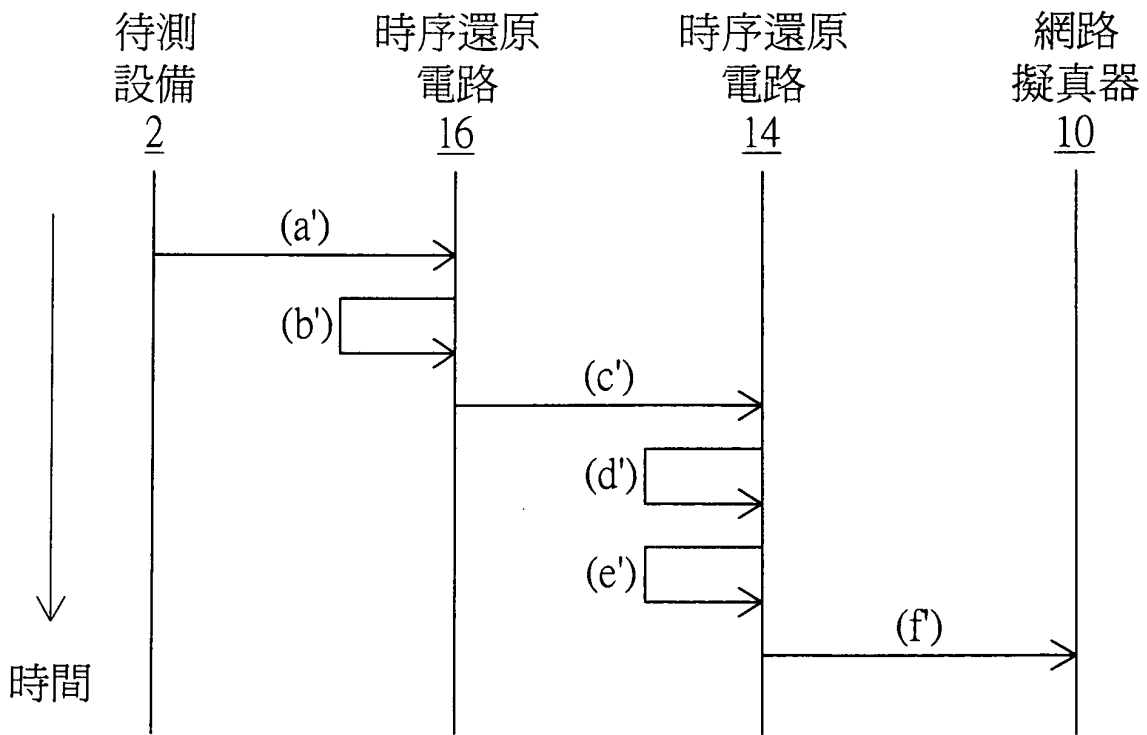 待測
設備
2
時序還原
電路
16
時序還原
電路
14
網路
擬真器
10
(a')
(b')
(c')
(d')
(e')
(f')
時間